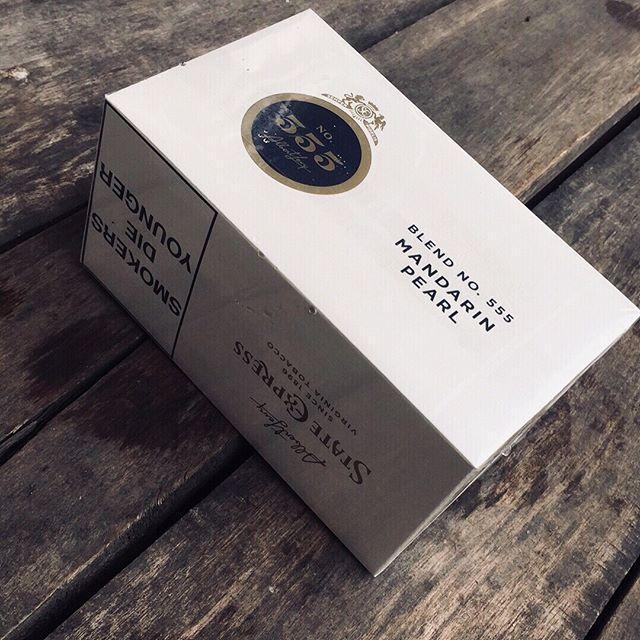 NO.
555
BLEND NO. 555
MANDARIN
PEARL
SMOKERS
DIE
YOUNGER
STATE EXPRESS
SINCE 1896
VIRGINIA TOBACCO